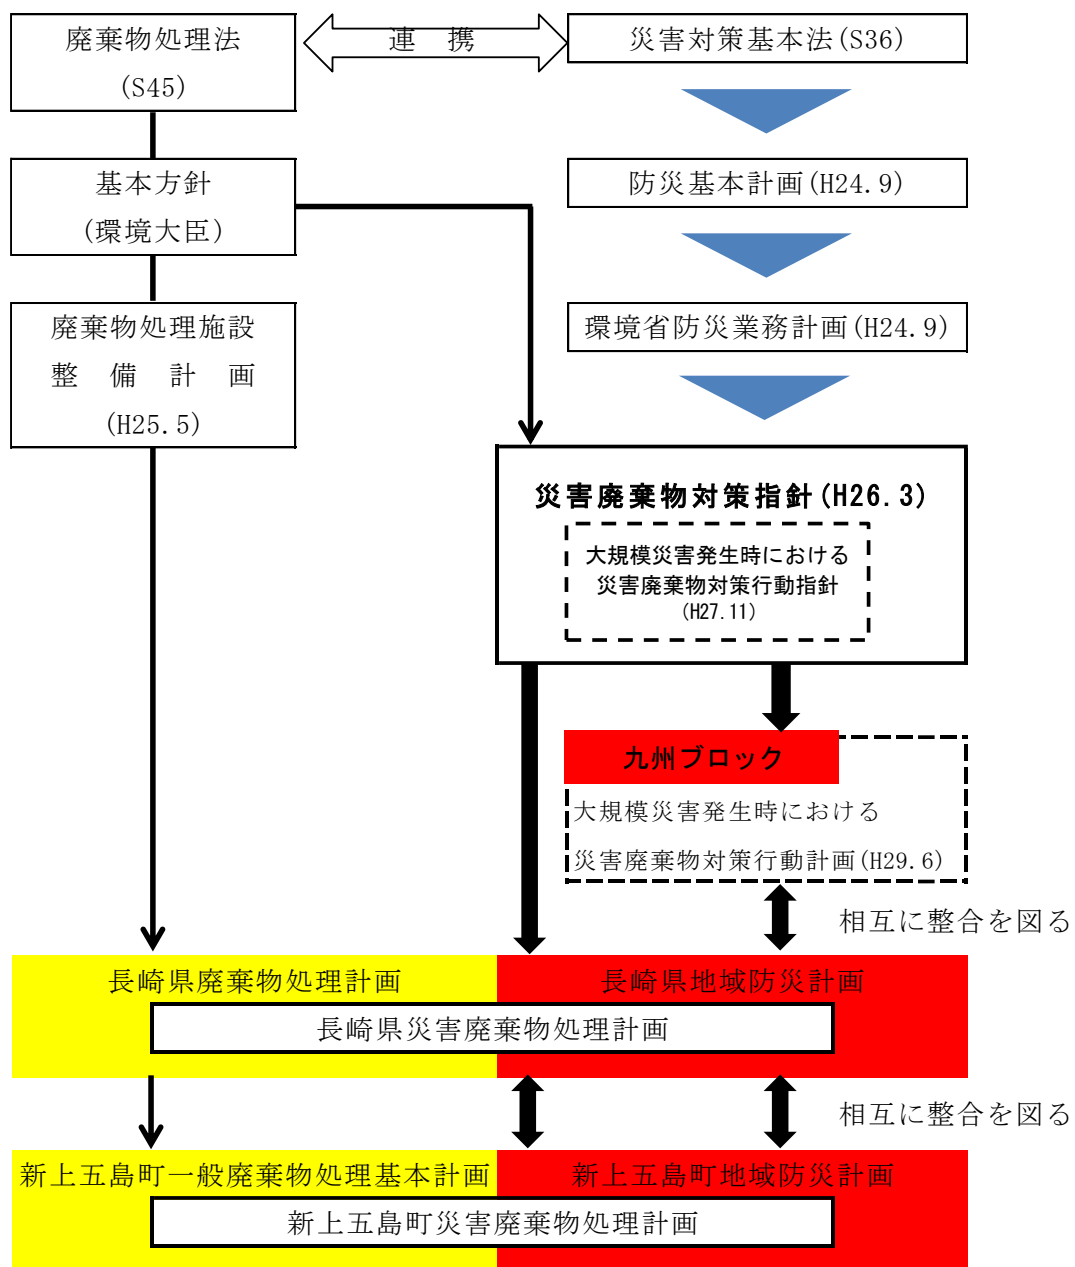 廃棄物処理法
(S45)
連　携
災害対策基本法(S36)
基本方針
(環境大臣)
防災基本計画(H24.9)
廃棄物処理施設
整　備　計　画
(H25.5)
環境省防災業務計画(H24.9)
災害廃棄物対策指針(H26.3)
大規模災害発生時における
災害廃棄物対策行動指針
(H27.11)
九州ブロック
大規模災害発生時における
災害廃棄物対策行動計画(H29.6)
相互に整合を図る
長崎県廃棄物処理計画
長崎県地域防災計画
長崎県災害廃棄物処理計画
相互に整合を図る
新上五島町一般廃棄物処理基本計画
新上五島町地域防災計画
新上五島町災害廃棄物処理計画